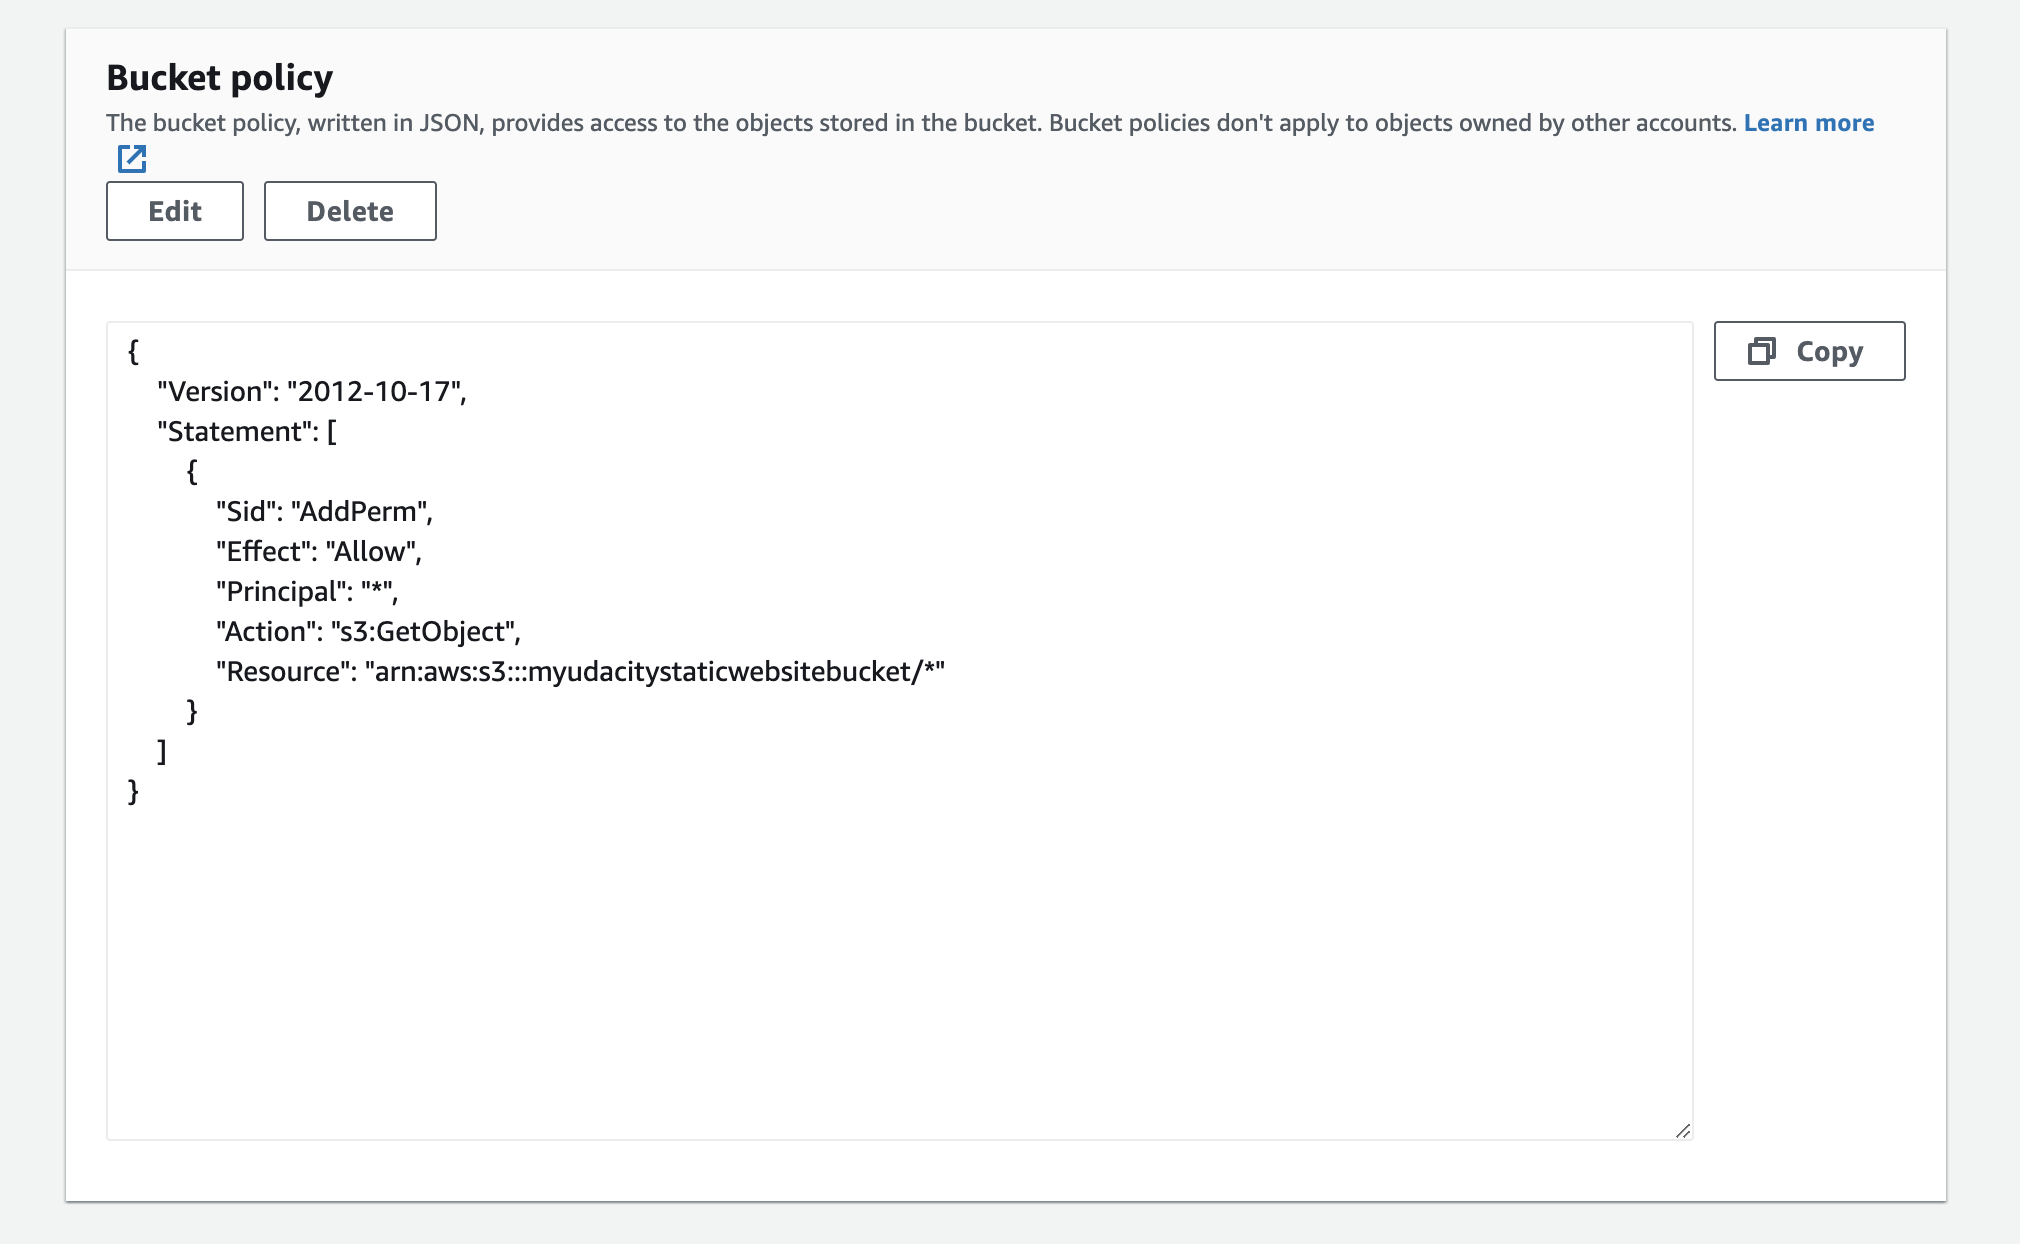 Bucket policy
The bucket policy, written in JSON, provides access to the objects stored in the bucket. Bucket policies don't apply to objects owned by other accounts. Learn more
Edit Delete
Copy
{
"Version": "2012-10-17",
"Statement": [
{
"Sid": "AddPerm",
"Effect": "Allow",
"Principal": "*",
"Action": "s3:GetObject",
"Resource": "arn:aws:s3:::myudacitystaticwebsitebucket/*"
}
]
}